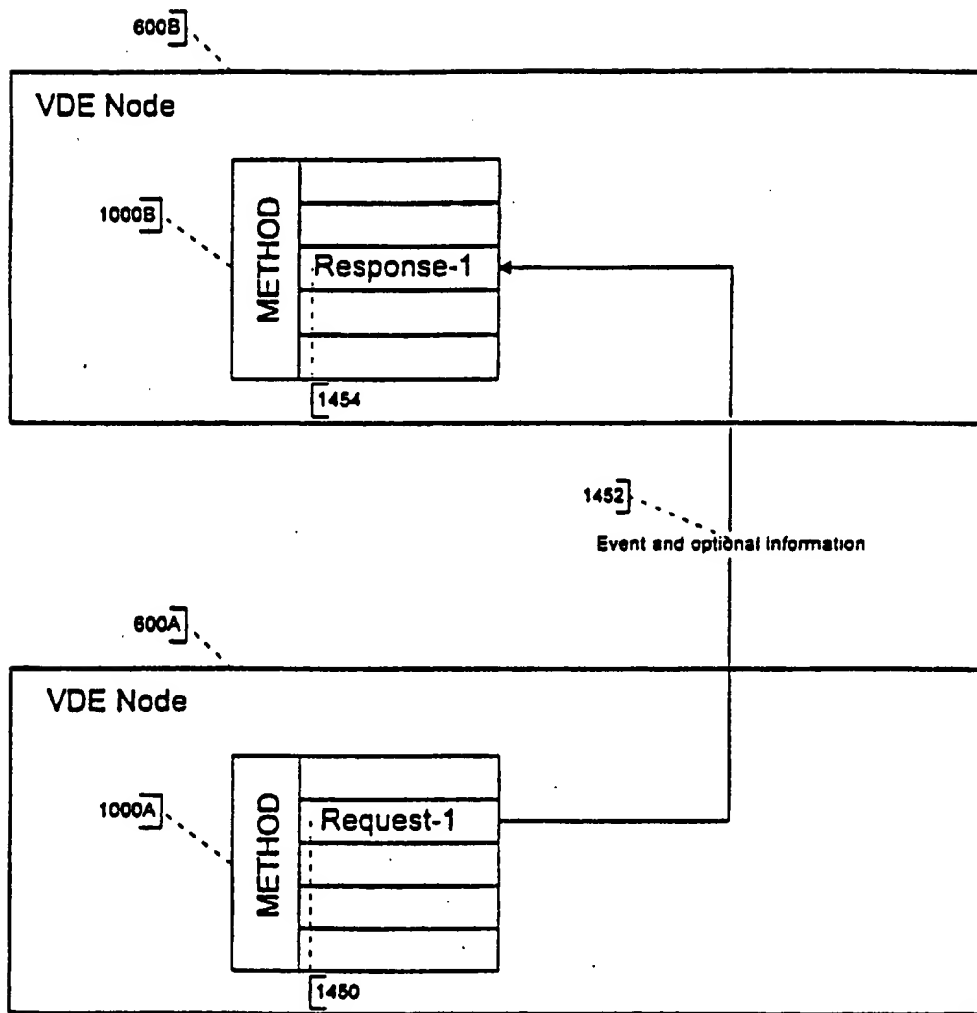 600B
VDE Node
1000B
METHOD
Response-1
1454
1452
Event and optional information
600A
VDE Node
1000A
METHOD
Request-1
1450